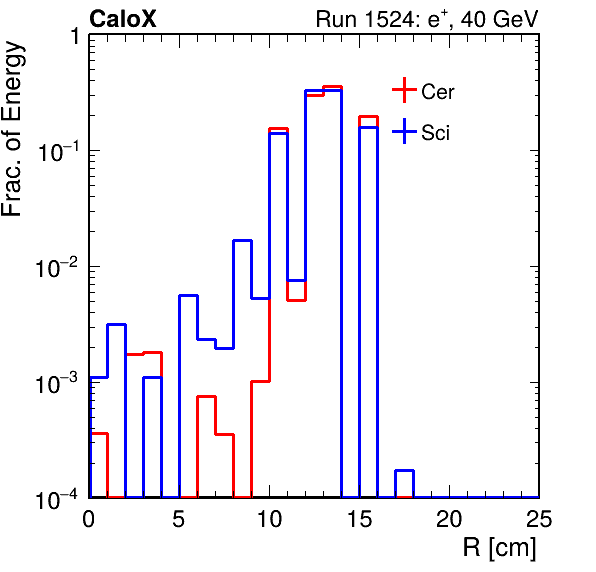 CaloX Run 1524: e⁺, 40 GeV
Frac. of Energy
1
10⁻¹
10⁻²
10⁻³
10⁻⁴
Cer
Sci
0 5 10 15 20 25
R [cm]